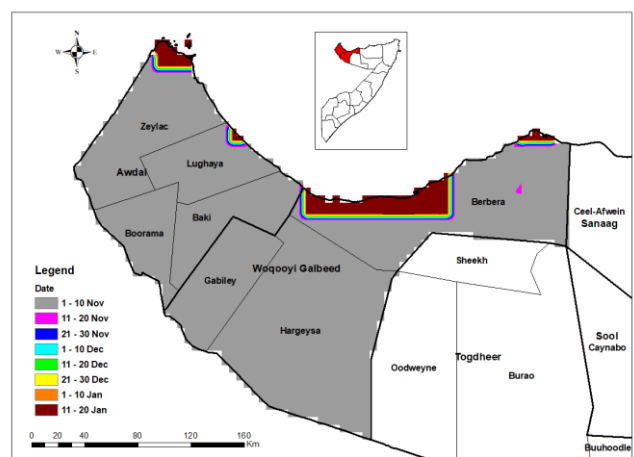 N
W E
S
Zeylac
Awdal
Lughaya
Boorama
Baki
Gabiley
Woqooyi Galbeed
Hargeysa
Berbera
Sheekh
Ceel-Afwein
Sanaag
Sool
Caynabo
Oodweyne
Togdheer
Burao
Buuhoodle
Legend
Date
1 - 10 Nov
11 - 20 Nov
21 - 30 Nov
1 - 10 Dec
11 - 20 Dec
21 - 30 Dec
1 - 10 Jan
11 - 20 Jan
0 20 40 80 120 160
Km